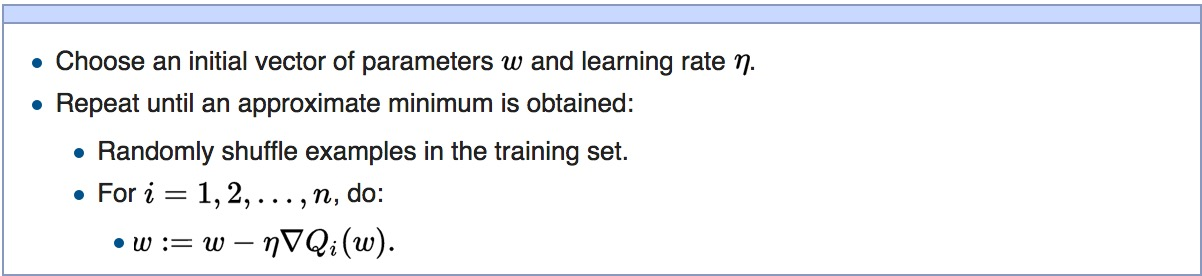 • Choose an initial vector of parameters w and learning rate η.
• Repeat until an approximate minimum is obtained:
• Randomly shuffle examples in the training set.
• For i = 1, 2, . . . , n, do:
• w := w − η∇Qᵢ(w).